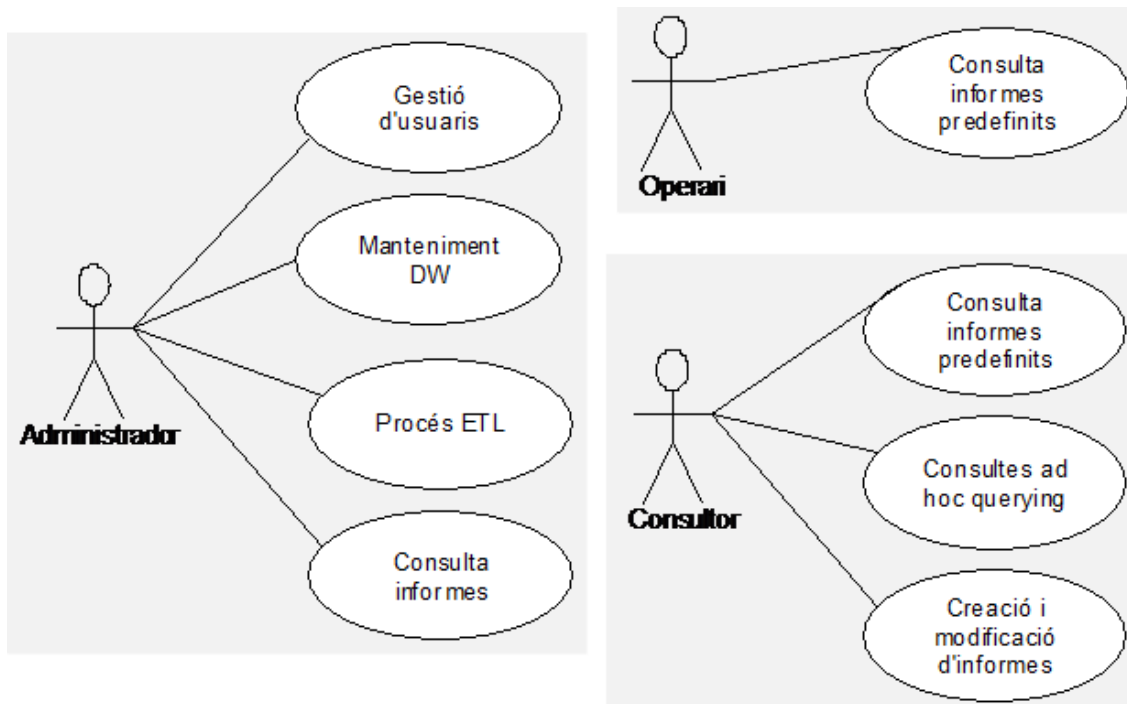 Gestió
d'usuaris
Manteniment
DW
Procés ETL
Consulta
informes
Administrador
Consulta
informes
predefinits
Operari
Consulta
informes
predefinits
Consultes ad
hoc querying
Creació i
modificació
d'informes
Consultor